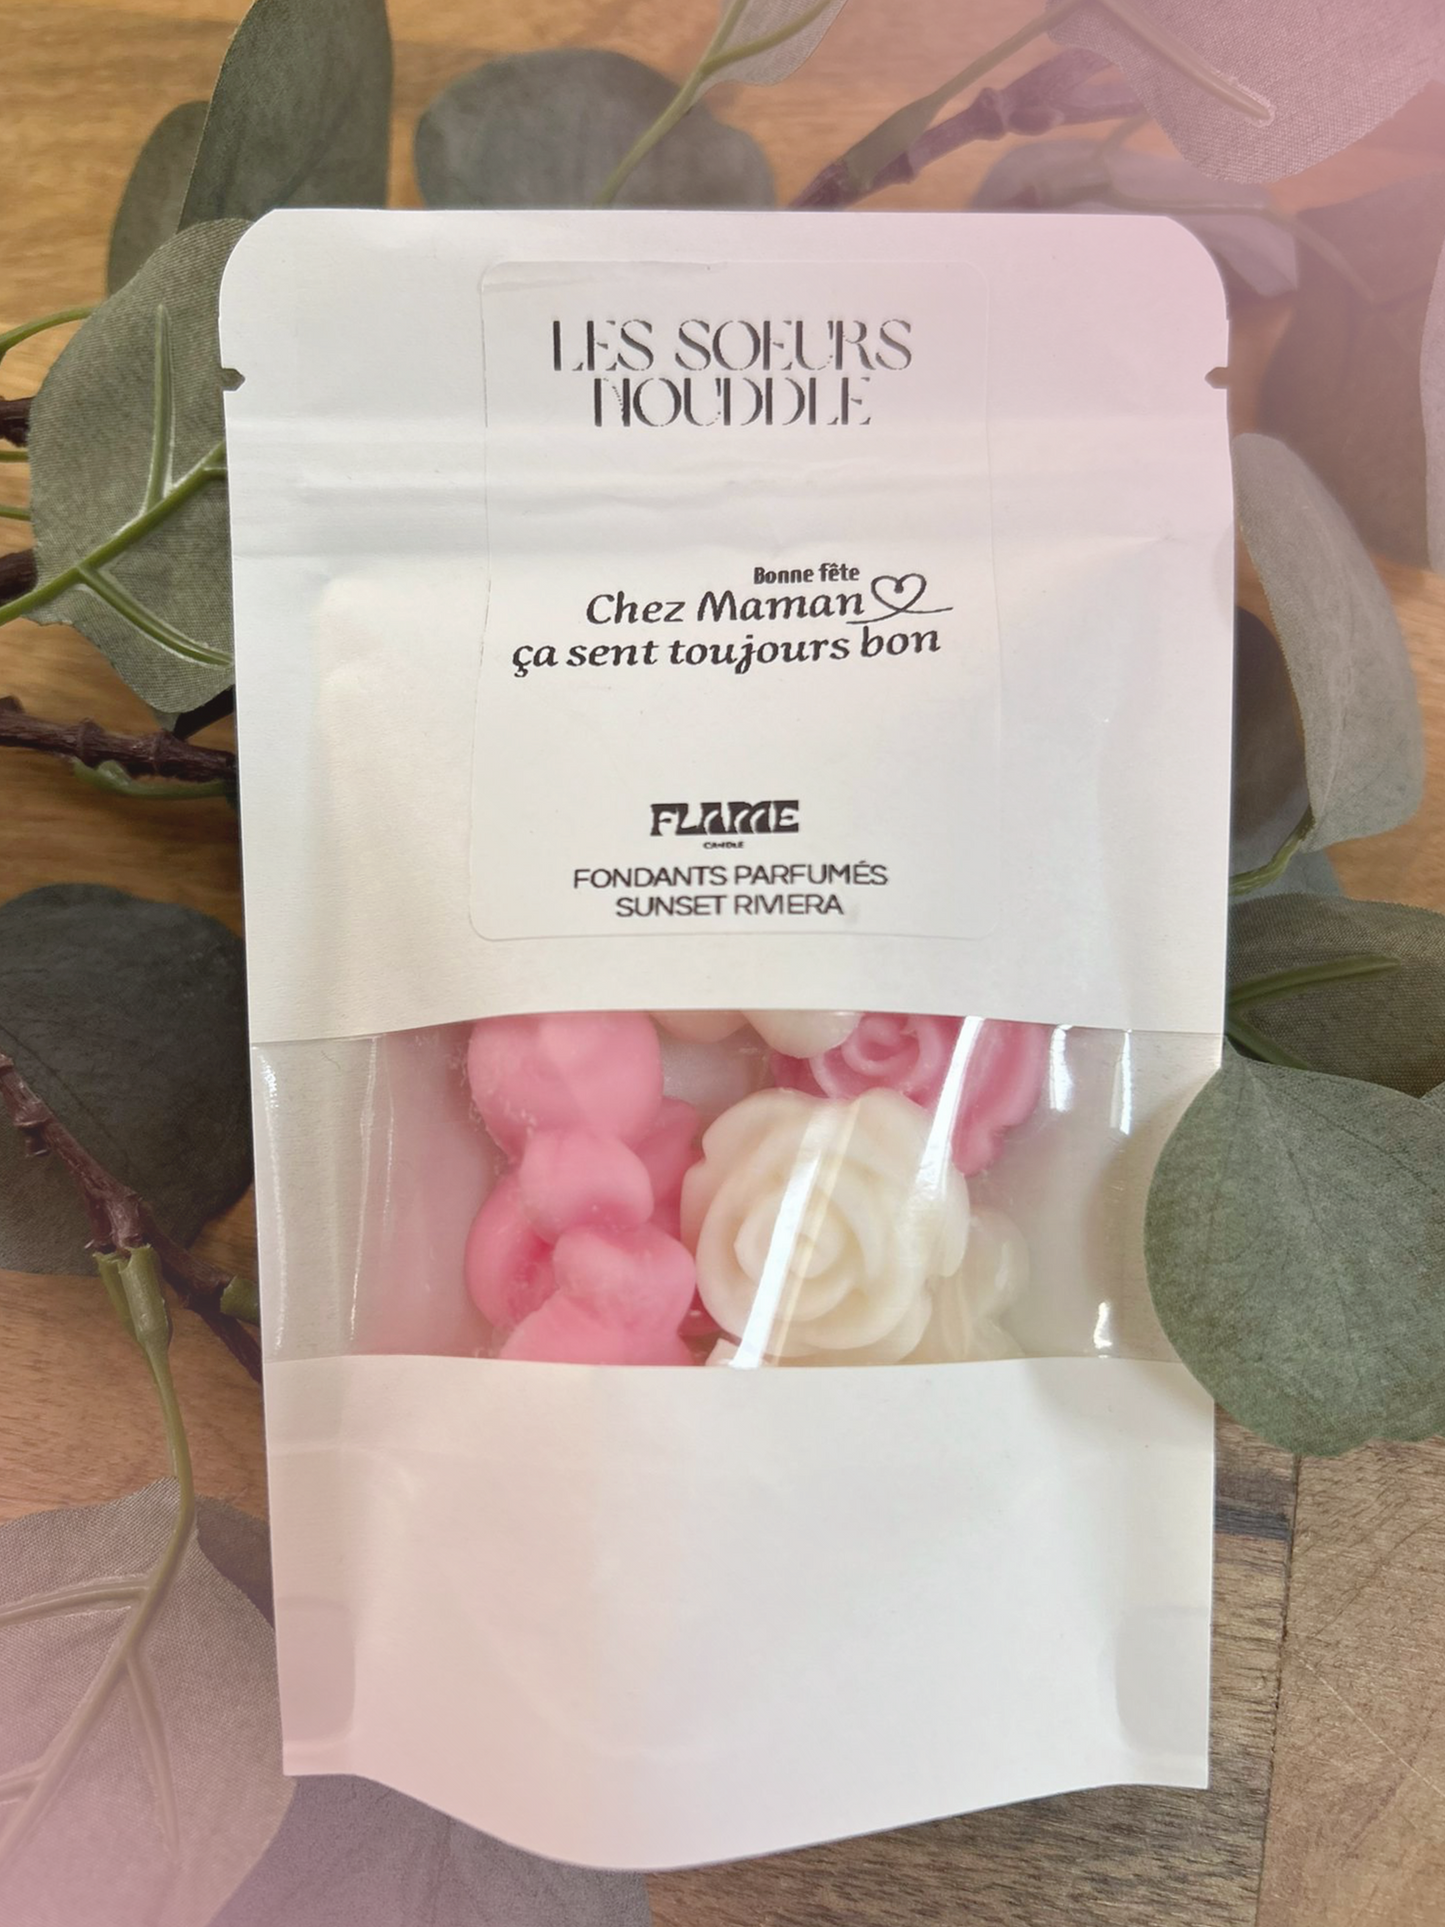 LES SOEURS
NOUDDLE
Bonne fête
Chez Maman
ça sent toujours bon
FLAME
CANDLE
FONDANTS PARFUMÉS
SUNSET RIVIERA